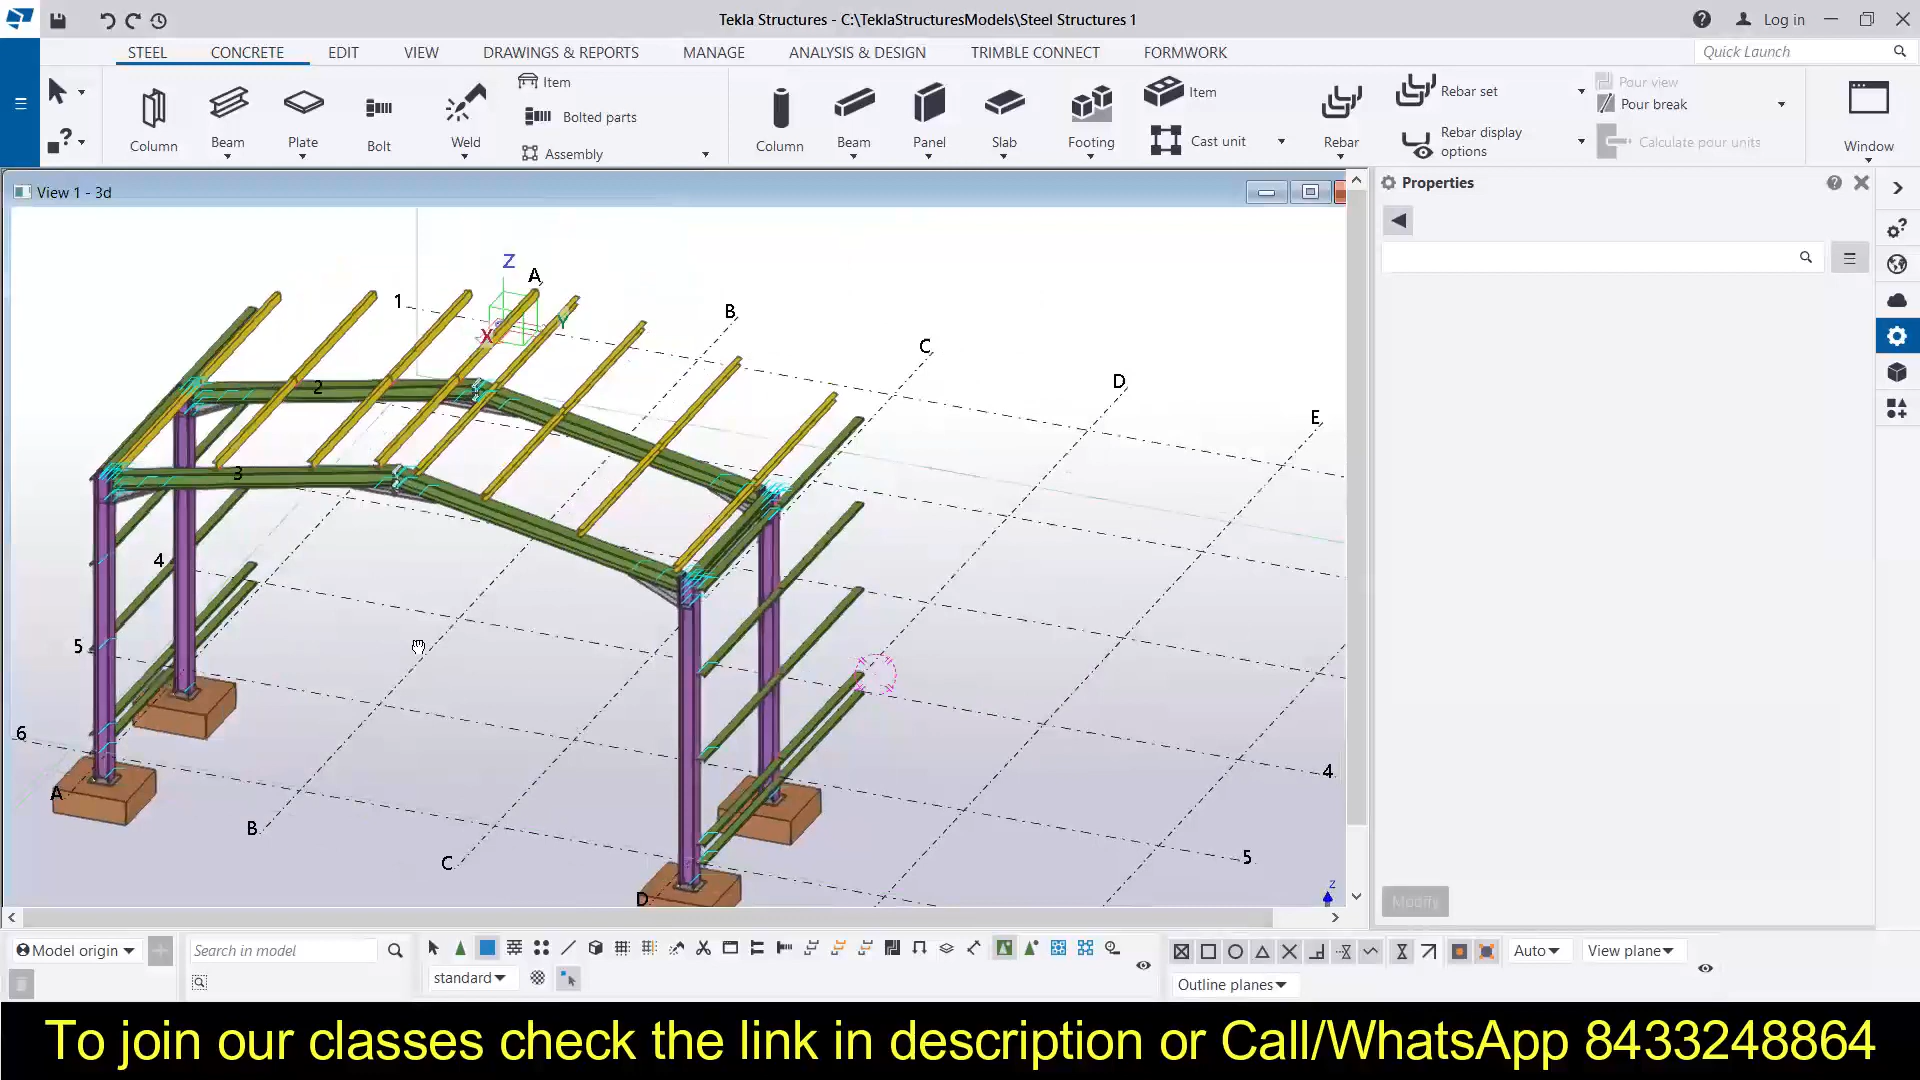 Tekla Structures - C:\TeklaStructuresModels\Steel Structures 1
Log in
STEEL CONCRETE EDIT VIEW DRAWINGS & REPORTS MANAGE ANALYSIS & DESIGN TRIMBLE CONNECT FORMWORK
Quick Launch
Column
Beam
Plate
Bolt
Weld
Item
Bolted parts
Assembly
Column
Beam
Panel
Slab
Footing
Item
Cast unit
Rebar
Rebar set
Rebar display
options
Pour view
Pour break
Calculate pour units
Window
View 1 - 3d
Properties
Z
A
1
B
Y
X
C
D
E
2
3
4
5
6
A
B
C
D
4
5
z
Modify
Model origin
Search in model
standard
Auto
View plane
Outline planes
To join our classes check the link in description or Call/WhatsApp 8433248864